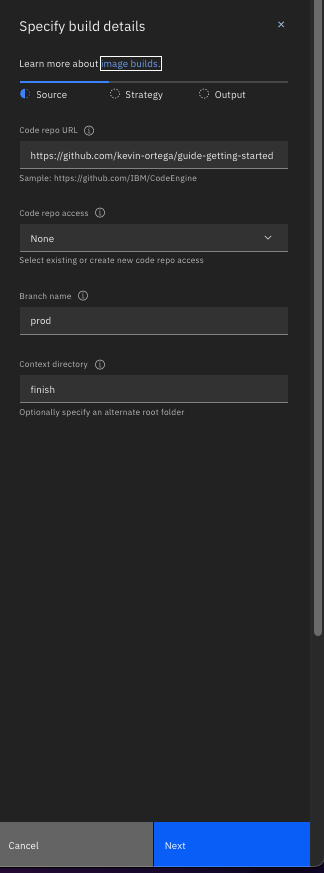 Specify build details
Learn more about image builds.
Source
Strategy
Output
Code repo URL
https://github.com/kevin-ortega/guide-getting-started
Sample: https://github.com/IBM/CodeEngine
Code repo access
None
Select existing or create new code repo access
Branch name
prod
Context directory
finish
Optionally specify an alternate root folder
Cancel
Next